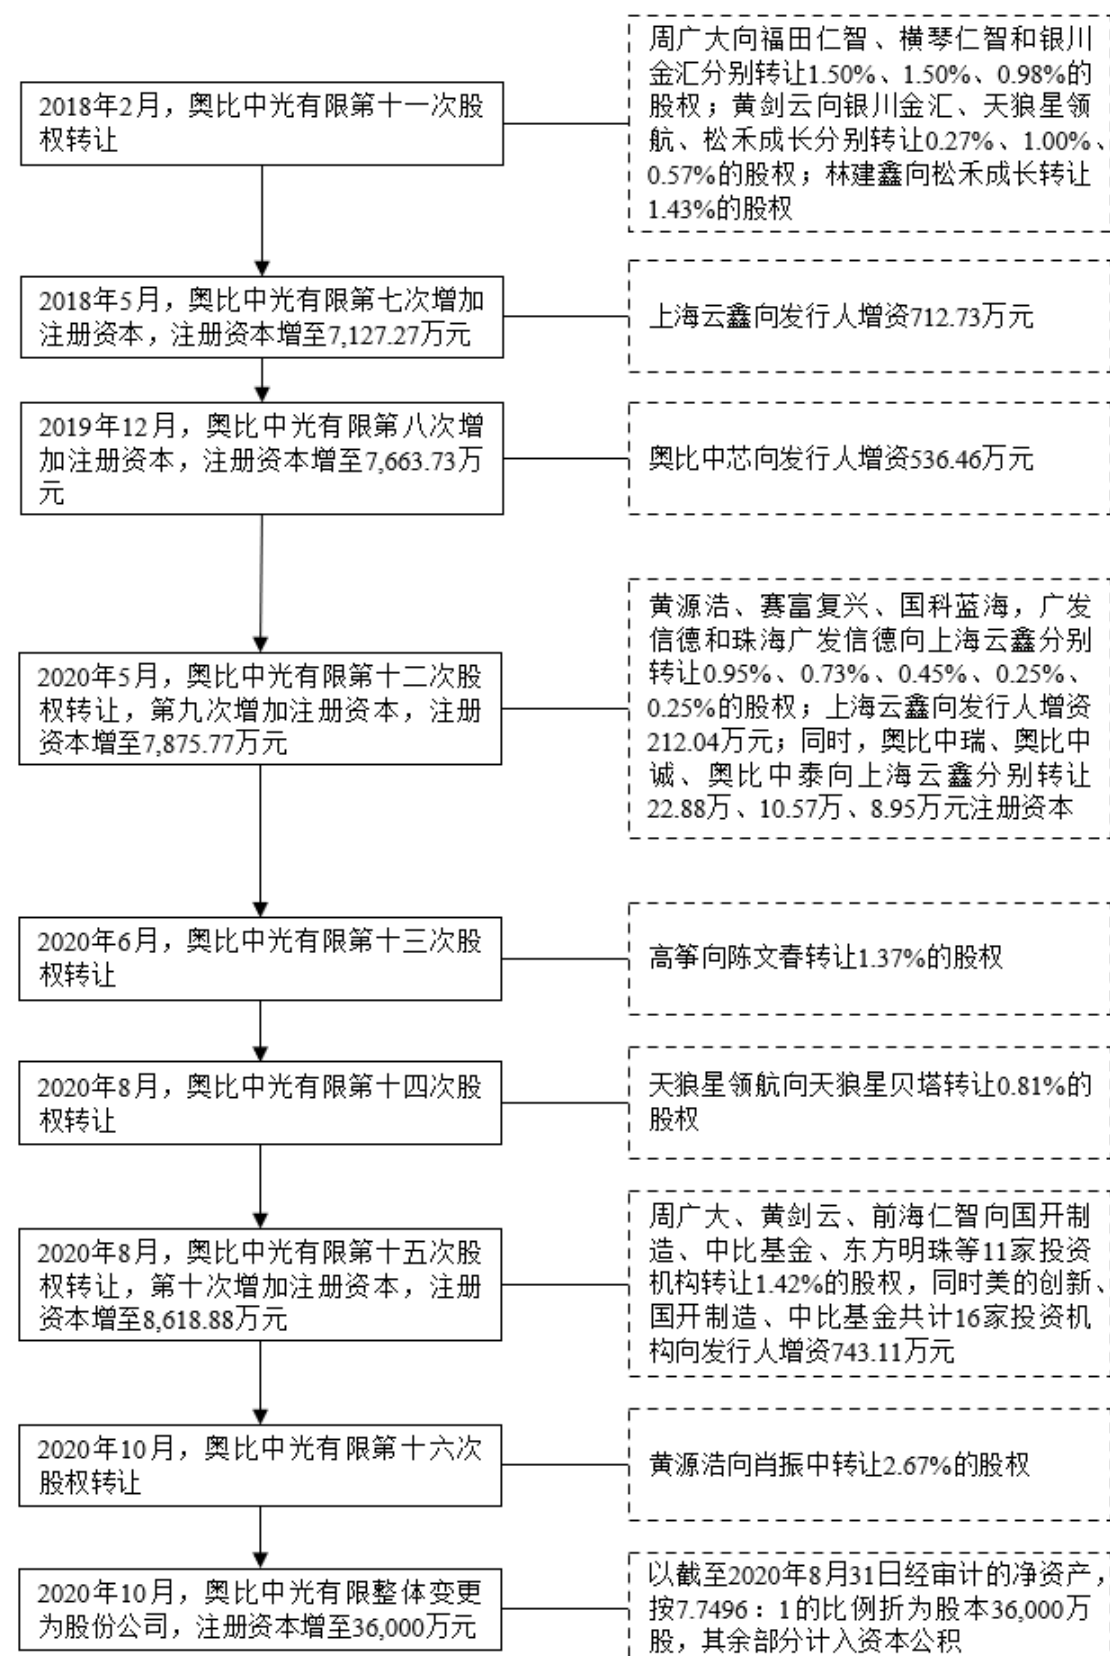 2018年2月，奥比中光有限第十一次股
权转让
周广大向福田仁智、横琴仁智和银川
金汇分别转让1.50%、1.50%、0.98%的
股权；黄剑云向银川金汇、天狼星领
航、松禾成长分别转让0.27%、1.00%、
0.57%的股权；林建鑫向松禾成长转让
1.43%的股权
2018年5月，奥比中光有限第七次增加
注册资本，注册资本增至7,127.27万元
上海云鑫向发行人增资712.73万元
2019年12月，奥比中光有限第八次增
加注册资本，注册资本增至7,663.73万
元
奥比中芯向发行人增资536.46万元
2020年5月，奥比中光有限第十二次股
权转让，第九次增加注册资本，注册
资本增至7,875.77万元
黄源浩、赛富复兴、国科蓝海，广发
信德和珠海广发信德向上海云鑫分别
转让0.95%、0.73%、0.45%、0.25%、
0.25%的股权；上海云鑫向发行人增资
212.04万元；同时，奥比中瑞、奥比中
诚、奥比中泰向上海云鑫分别转让
22.88万、10.57万、8.95万元注册资本
2020年6月，奥比中光有限第十三次股
权转让
高筝向陈文春转让1.37%的股权
2020年8月，奥比中光有限第十四次股
权转让
天狼星领航向天狼星贝塔转让0.81%的
股权
2020年8月，奥比中光有限第十五次股
权转让，第十次增加注册资本，注册
资本增至8,618.88万元
周广大、黄剑云、前海仁智向国开制
造、中比基金、东方明珠等11家投资
机构转让1.42%的股权，同时美的创新、
国开制造、中比基金共计16家投资机
构向发行人增资743.11万元
2020年10月，奥比中光有限第十六次
股权转让
黄源浩向肖振中转让2.67%的股权
2020年10月，奥比中光有限整体变更
为股份公司，注册资本增至36,000万元
以截至2020年8月31日经审计的净资产，
按7.7496：1的比例折为股本36,000万
股，其余部分计入资本公积